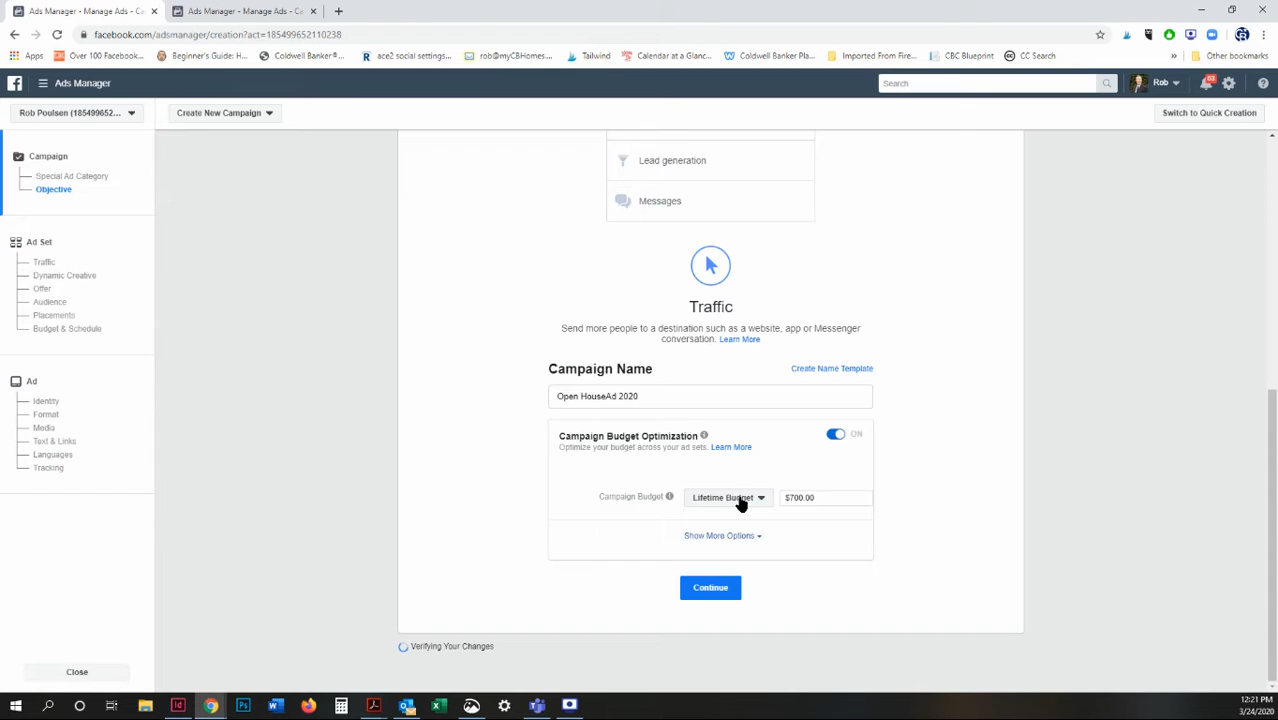 Ads Manager - Manage Ads - C
Ads Manager - Manage Ads - C
facebook.com/adsmanager/creation?act=1854996521 10238
Apps
Over 100 Facebook...
Beginner's Guide: H...
Coldwell Banker®...
ace2 social settings...
rob@myCBHomes....
Tailwind
Calendar at a Glanc...
Coldwell Banker Pla...
Imported From Fire...
CBC Blueprint
CC Search
»
Other bookmarks
Ads Manager
Search
Rob
Rob Poulsen (185499652...
Create New Campaign
Switch to Quick Creation
Campaign
Special Ad Category
Objective
Ad Set
Traffic
Dynamic Creative
Offer
Audience
Placements
Budget & Schedule
Ad
Identity
Format
Media
Text & Links
Languages
Tracking
Close
Lead generation
Messages
Traffic
Send more people to a destination such as a website, app or Messenger
conversation. Learn More
Campaign Name
Create Name Template
Open HouseAd 2020
Campaign Budget Optimization
ON
Optimize your budget across your ad sets. Learn More
Campaign Budget
Lifetime Budget
$700.00
Show More Options
Continue
Verifying Your Changes
12:21 PM
3/24/2020